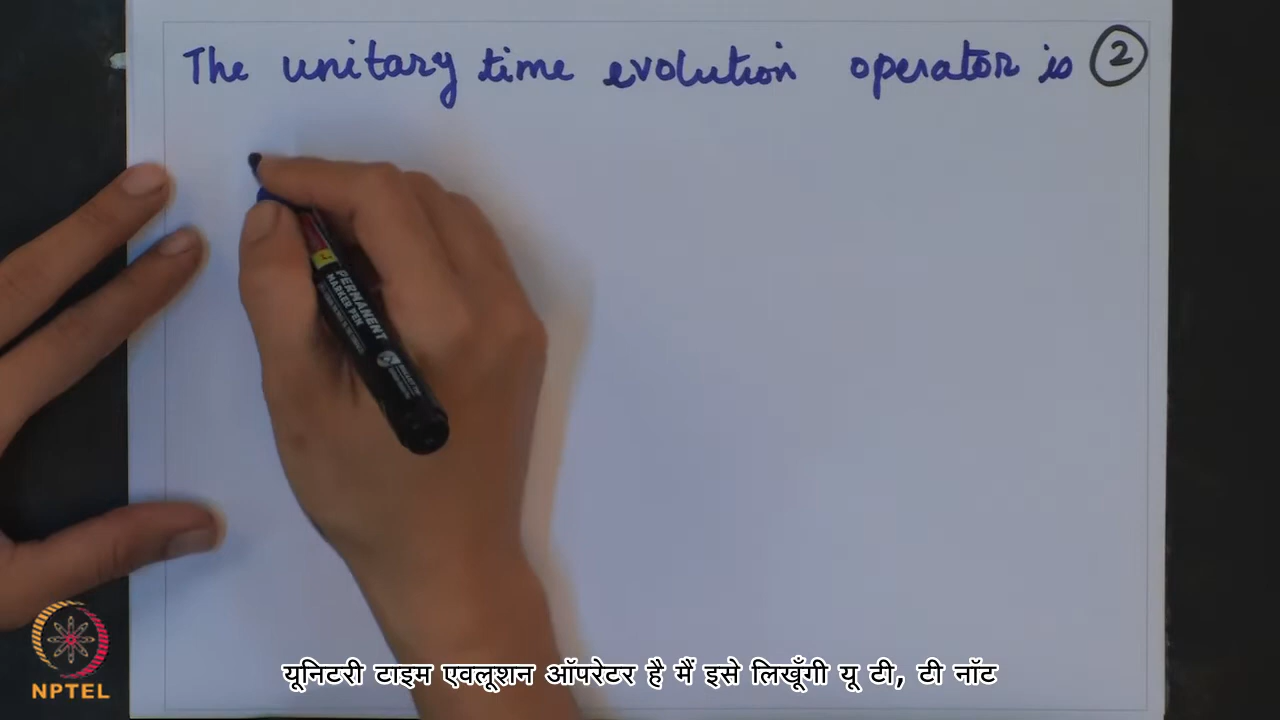 The unitary time evolution operator is 2
PERMANENT
MARKER PEN
NPTEL
यूनिटरी टाइम एवलूशन ऑपरेटर है मैं इसे लिखूँगी यू टी, टी नॉट